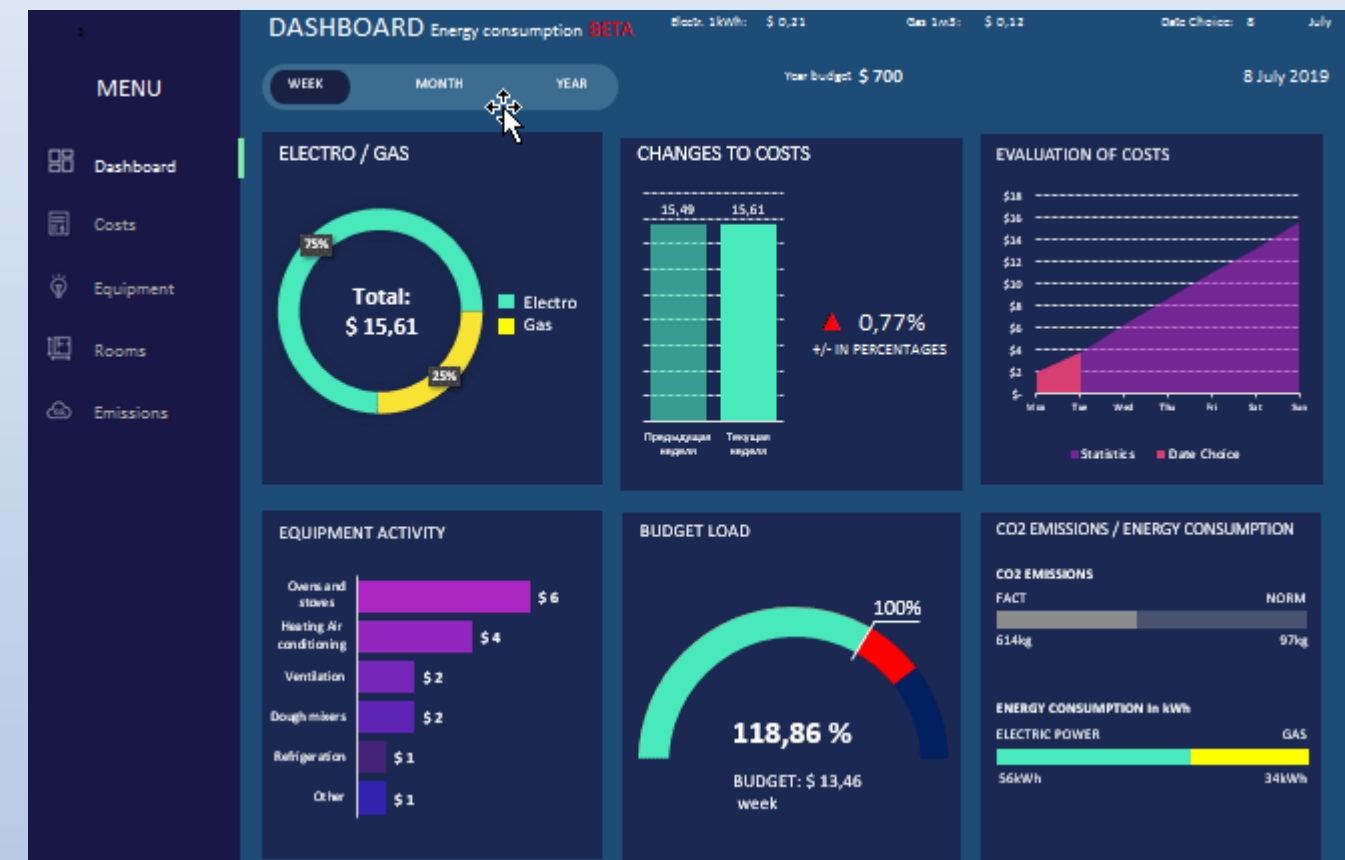 DASHBOARD Energy consumption BETA
Electr. 1kWh: $ 0,21
Gas 1m3: $ 0,12
Date Choice: 8 July
MENU
WEEK
MONTH
YEAR
Year budget $ 700
8 July 2019
Dashboard
Costs
Equipment
Rooms
Emissions
ELECTRO / GAS
75%
Total:
$ 15,61
25%
Electro
Gas
CHANGES TO COSTS
15,49
15,61
0,77%
+/- IN PERCENTAGES
Предыдущая
неделя
Текущая
неделя
EVALUATION OF COSTS
$18
$16
$14
$12
$10
$8
$6
$4
$2
$-
Mon
Tue
Wed
Thu
Fri
Sat
Sun
Statistics
Date Choice
EQUIPMENT ACTIVITY
Ovens and
stoves
$ 6
Heating Air
conditioning
$ 4
Ventilation
$ 2
Dough mixers
$ 2
Refrigeration
$ 1
Other
$ 1
BUDGET LOAD
100%
118,86 %
BUDGET: $ 13,46
week
CO2 EMISSIONS / ENERGY CONSUMPTION
CO2 EMISSIONS
FACT
NORM
614kg
97kg
ENERGY CONSUMPTION In kWh
ELECTRIC POWER
GAS
56kWh
34kWh